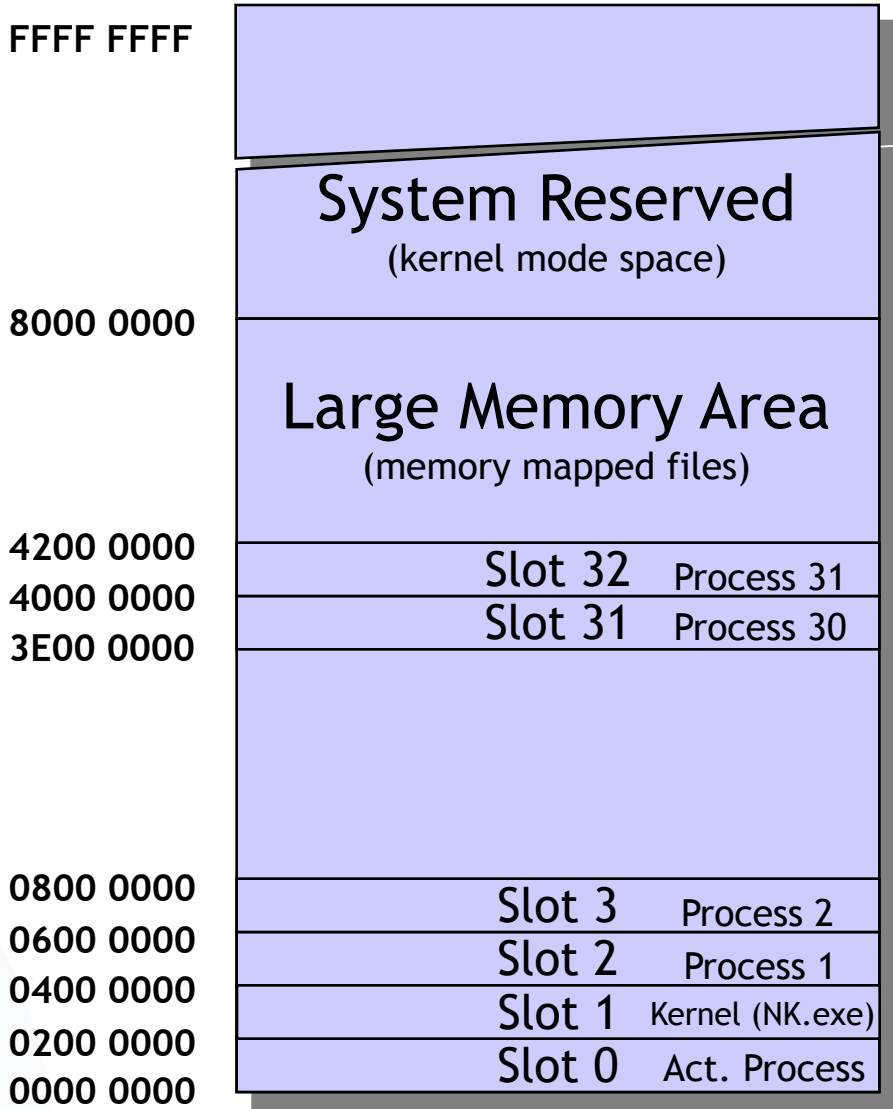 FFFF FFFF
System Reserved
(kernel mode space)
8000 0000
Large Memory Area
(memory mapped files)
4200 0000
Slot 32 Process 31
4000 0000
Slot 31 Process 30
3E00 0000
0800 0000
Slot 3 Process 2
0600 0000
Slot 2 Process 1
0400 0000
Slot 1 Kernel (NK.exe)
0200 0000
Slot 0 Act. Process
0000 0000